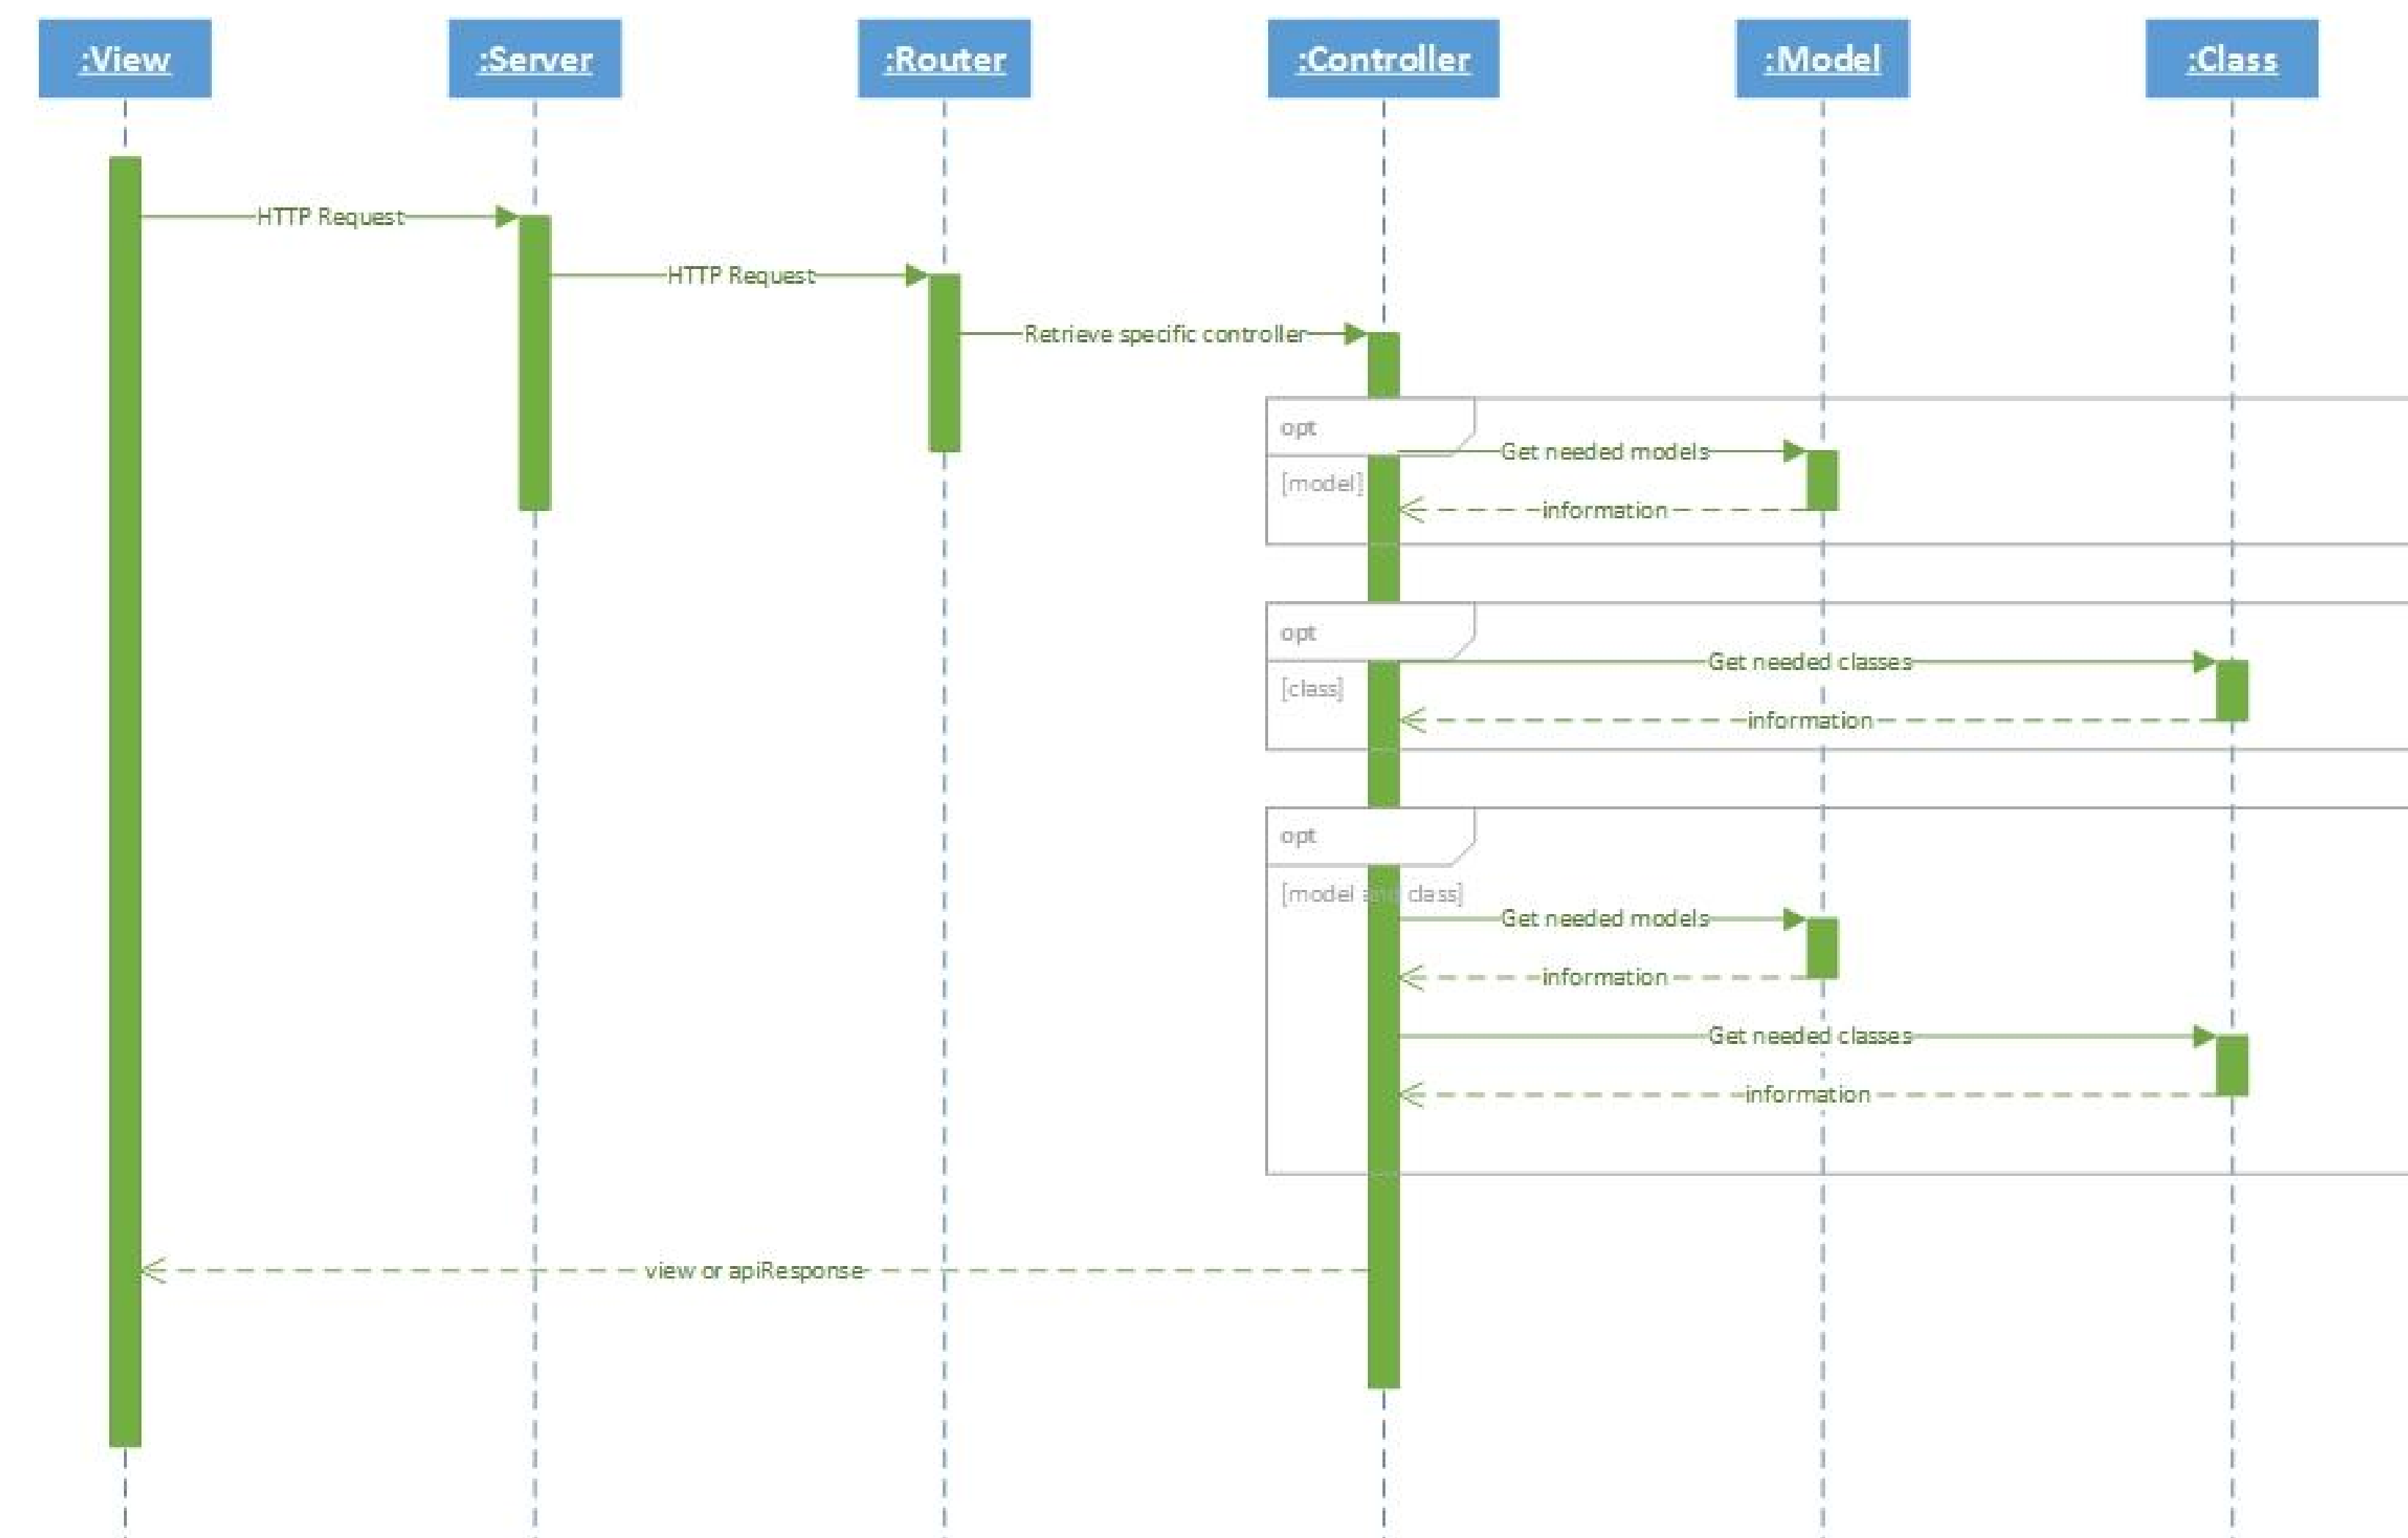 :View
:Server
:Router
:Controller
:Model
:Class
HTTP Request
HTTP Request
Retrieve specific controller
opt
Get needed models
[model]
information
opt
Get needed classes
[class]
information
opt
[model and class]
Get needed models
information
Get needed classes
information
view or apiResponse